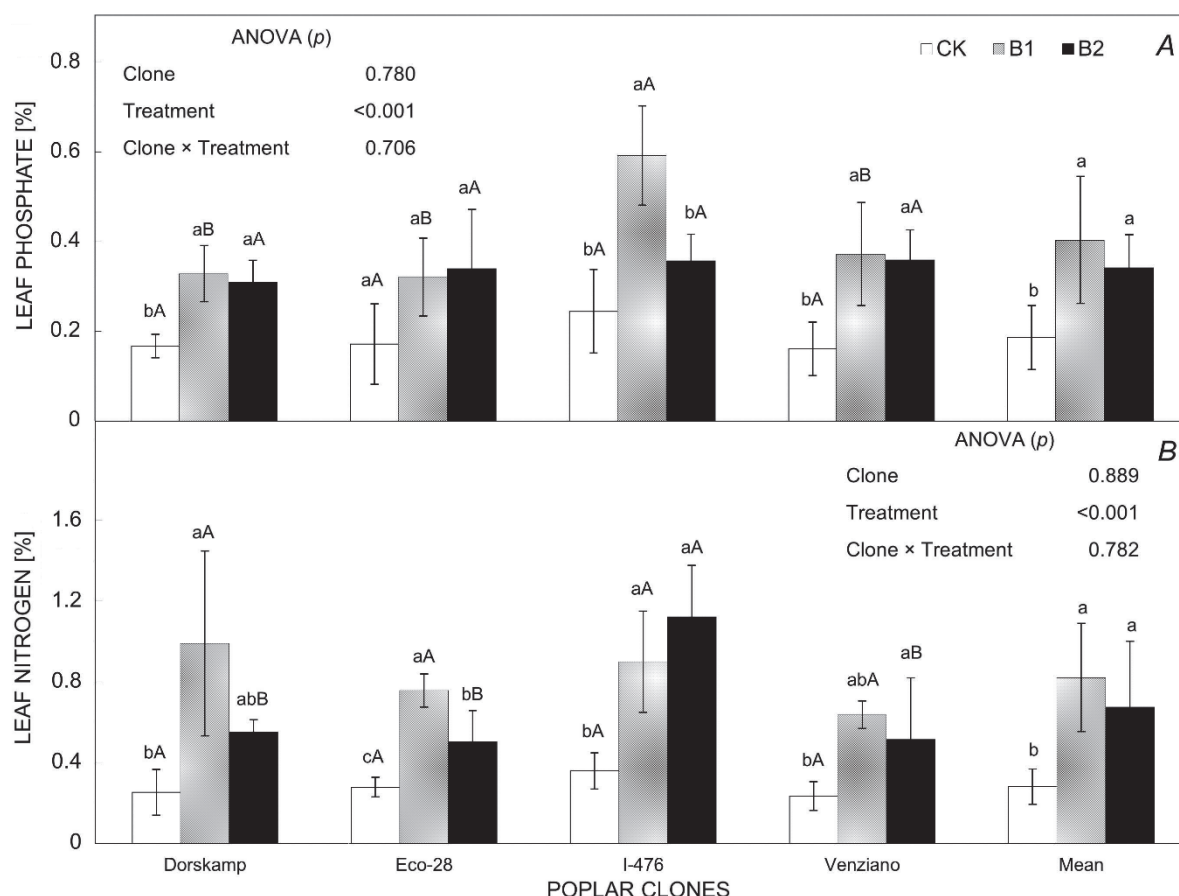 ANOVA (p)
Clone 0.780
Treatment <0.001
Clone × Treatment 0.706
CK B1 B2
A
LEAF PHOSPHATE [%]
0.8
0.6
0.4
0.2
0
bA aB aA
aA aB aA
bA aA bA
bA aB aA
b a a
ANOVA (p)
Clone 0.889
Treatment <0.001
Clone × Treatment 0.782
B
LEAF NITROGEN [%]
1.6
1.2
0.8
0.4
0
bA aA abB
cA aA bB
bA aA aA
bA abA aB
b a a
Dorskamp Eco-28 I-476 Venziano Mean
POPLAR CLONES